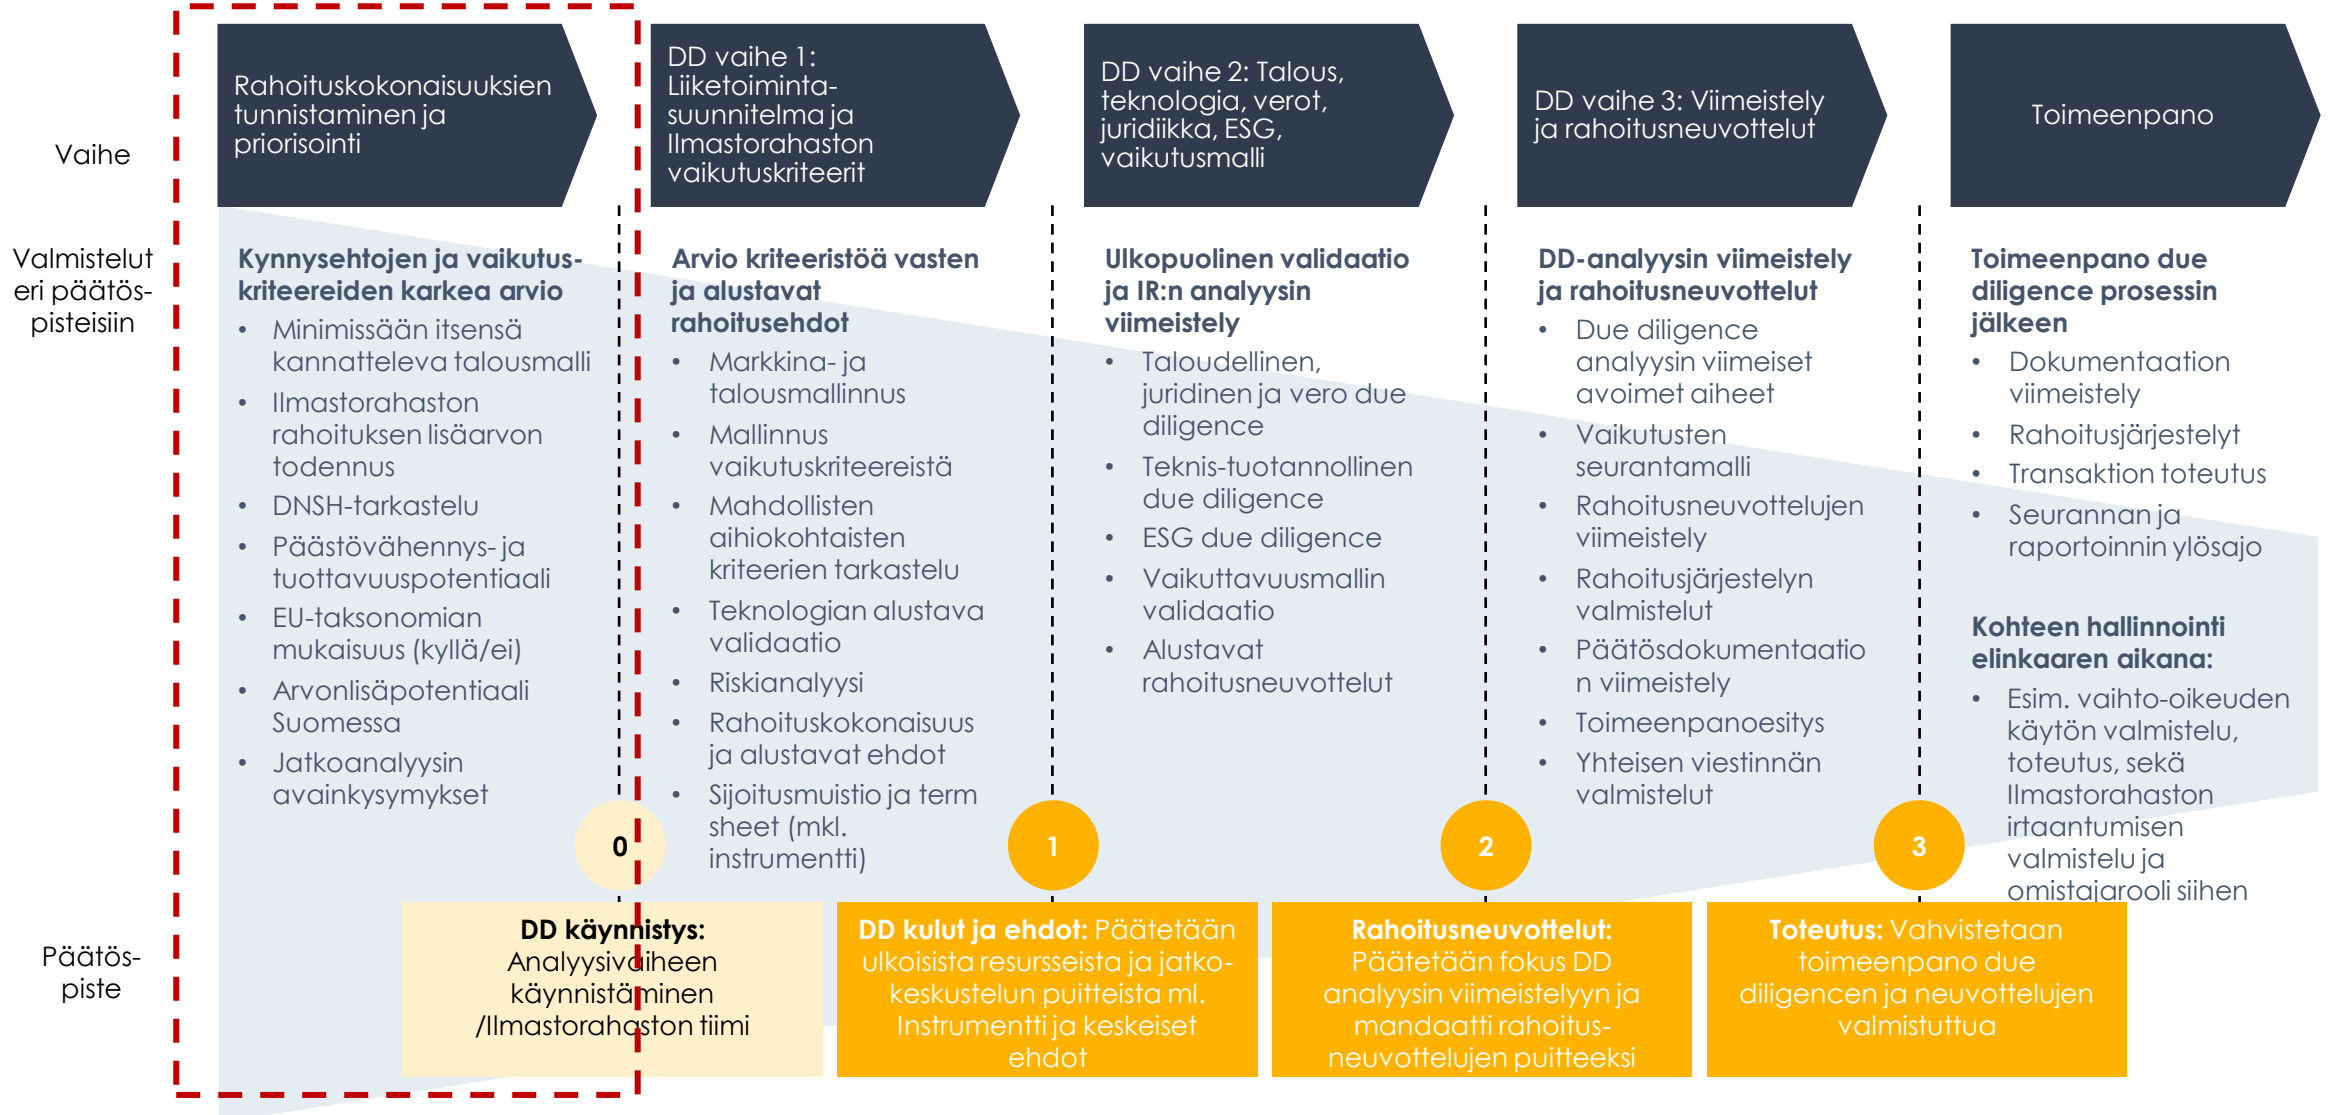 Vaihe
Rahoituskokonaisuuksien
tunnistaminen ja
priorisointi
DD vaihe 1:
Liiketoiminta-
suunnitelma ja
Ilmastorahaston
vaikutuskriteerit
DD vaihe 2: Talous,
teknologia, verot,
juridiikka, ESG,
vaikutusmalli
DD vaihe 3: Viimeistely
ja rahoitusneuvottelut
Toimeenpano
Valmistelut
eri päätös-
pisteisiin
Kynnysehtojen ja vaikutus-
kriteereiden karkea arvio
• Minimissään itsensä
kannatteleva talousmalli
• Ilmastorahaston
rahoituksen lisäarvon
todennus
• DNSH-tarkastelu
• Päästövähennys- ja
tuottavuuspotentiaali
• EU-taksonomian
mukaisuus (kyllä/ei)
• Arvonlisäpotentiaali
Suomessa
• Jatkoanalyysin
avainkysymykset
Arvio kriteeristöä vasten
ja alustavat
rahoitusehdot
• Markkina- ja
talousmallinnus
• Mallinnus
vaikutuskriteereistä
• Mahdollisten
aihiokohtaisten
kriteerien tarkastelu
• Teknologian alustava
validaatio
• Riskianalyysi
• Rahoituskokonaisuus
ja alustavat ehdot
• Sijoitusmuistio ja term
sheet (mkl.
instrumentti)
Ulkopuolinen validaatio
ja IR:n analyysin
viimeistely
• Taloudellinen,
juridinen ja vero due
diligence
• Teknis-tuotannollinen
due diligence
• ESG due diligence
• Vaikuttavuusmallin
validaatio
• Alustavat
rahoitusneuvottelut
DD-analyysin viimeistely
ja rahoitusneuvottelut
• Due diligence
analyysin viimeiset
avoimet aiheet
• Vaikutusten
seurantamalli
• Rahoitusneuvottelujen
viimeistely
• Rahoitusjärjestelyn
valmistelut
• Päätösdokumentaatio
n viimeistely
• Toimeenpanoesitys
• Yhteisen viestinnän
valmistelut
Toimeenpano due
diligence prosessin
jälkeen
• Dokumentaation
viimeistely
• Rahoitusjärjestelyt
• Transaktion toteutus
• Seurannan ja
raportoinnin ylösajo
Kohteen hallinnointi
elinkaaren aikana:
• Esim. vaihto-oikeuden
käytön valmistelu,
toteutus, sekä
Ilmastorahaston
irtaantumisen
valmistelu ja
omistajarooli siihen
0
1
2
3
Päätös-
piste
DD käynnistys:
Analyysivaiheen
käynnistäminen
/Ilmastorahaston tiimi
DD kulut ja ehdot: Päätetään
ulkoisista resursseista ja jatko-
keskustelun puitteista ml.
Instrumentti ja keskeiset
ehdot
Rahoitusneuvottelut:
Päätetään fokus DD
analyysin viimeistelyyn ja
mandaatti rahoitus-
neuvottelujen puitteeksi
Toteutus: Vahvistetaan
toimeenpano due
diligencen ja neuvottelujen
valmistuttua